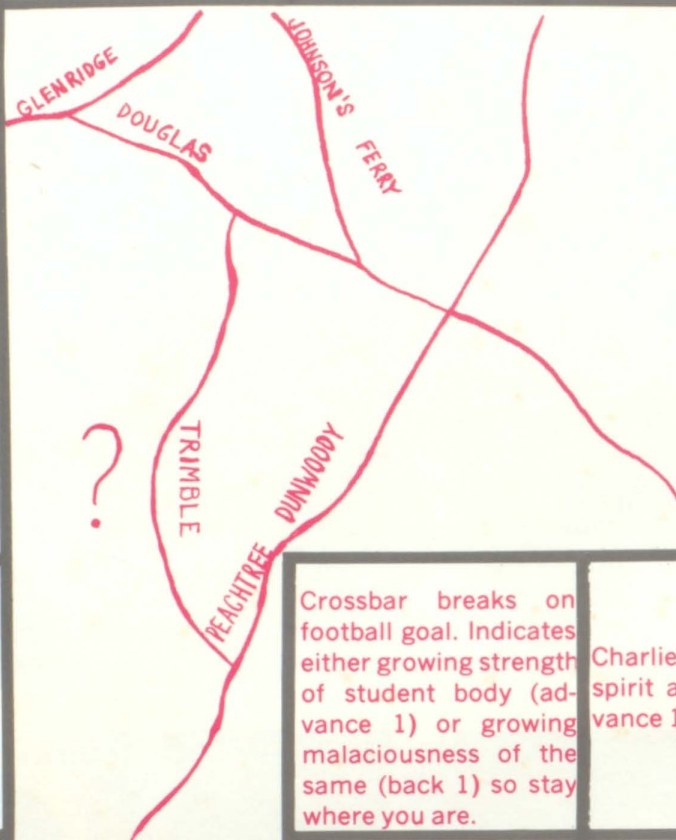 GLENRIDGE
DOUGLAS
JOHNSON'S FERRY
?
TRIMBLE
PEACHTREE DUNWOODY
Crossbar breaks on
football goal. Indicates
either growing strength
of student body (ad-
vance 1) or growing
malaciousness of the
same (back 1) so stay
where you are.
Charlie
spirit a
vance 1